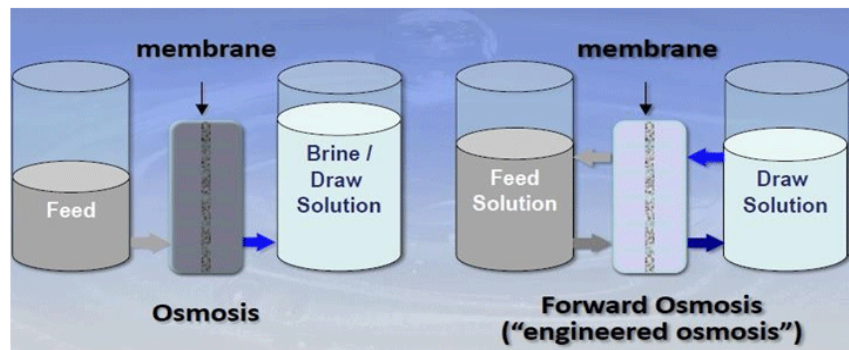 membrane
Feed
Brine /
Draw
Solution
Osmosis
membrane
Feed
Solution
Draw
Solution
Forward Osmosis
(“engineered osmosis”)